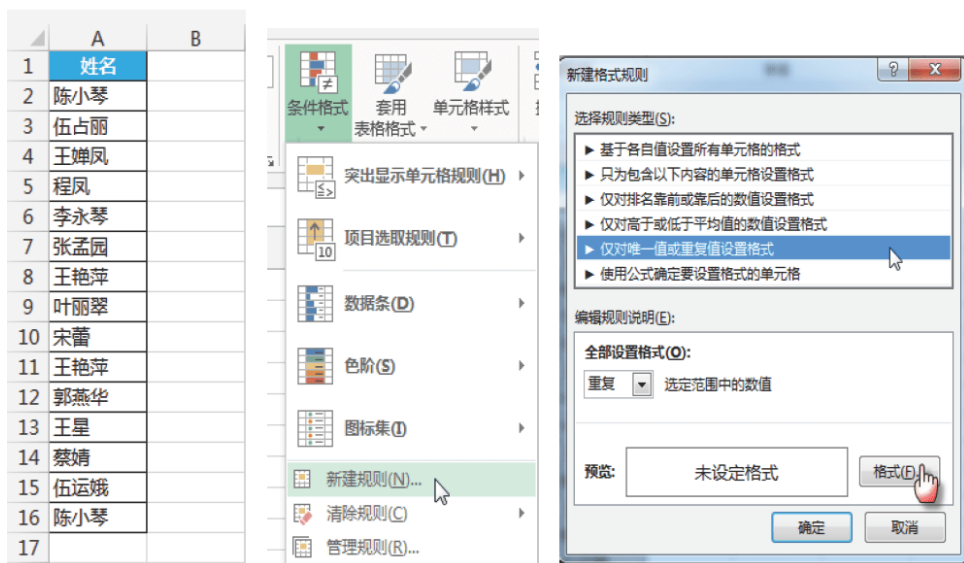 A B
1 姓名
2 陈小琴
3 伍占丽
4 王婵凤
5 程凤
6 李永琴
7 张孟园
8 王艳萍
9 叶丽翠
10 宋蕾
11 王艳萍
12 郭燕华
13 王星
14 蔡婧
15 伍运娥
16 陈小琴
17
条件格式
套用
表格格式
单元格样式
突出显示单元格规则(H)
项目选取规则(T)
10
数据条(D)
色阶(S)
图标集(I)
新建规则(N)...
清除规则(C)
管理规则(R)...
新建格式规则
选择规则类型(S):
► 基于各自值设置所有单元格的格式
► 只为包含以下内容的单元格设置格式
► 仅对排名靠前或靠后的数值设置格式
► 仅对高于或低于平均值的数值设置格式
► 仅对唯一值或重复值设置格式
► 使用公式确定要设置格式的单元格
编辑规则说明(E):
全部设置格式(O):
重复 选定范围中的数值
预览: 未设定格式 格式(F)
确定 取消